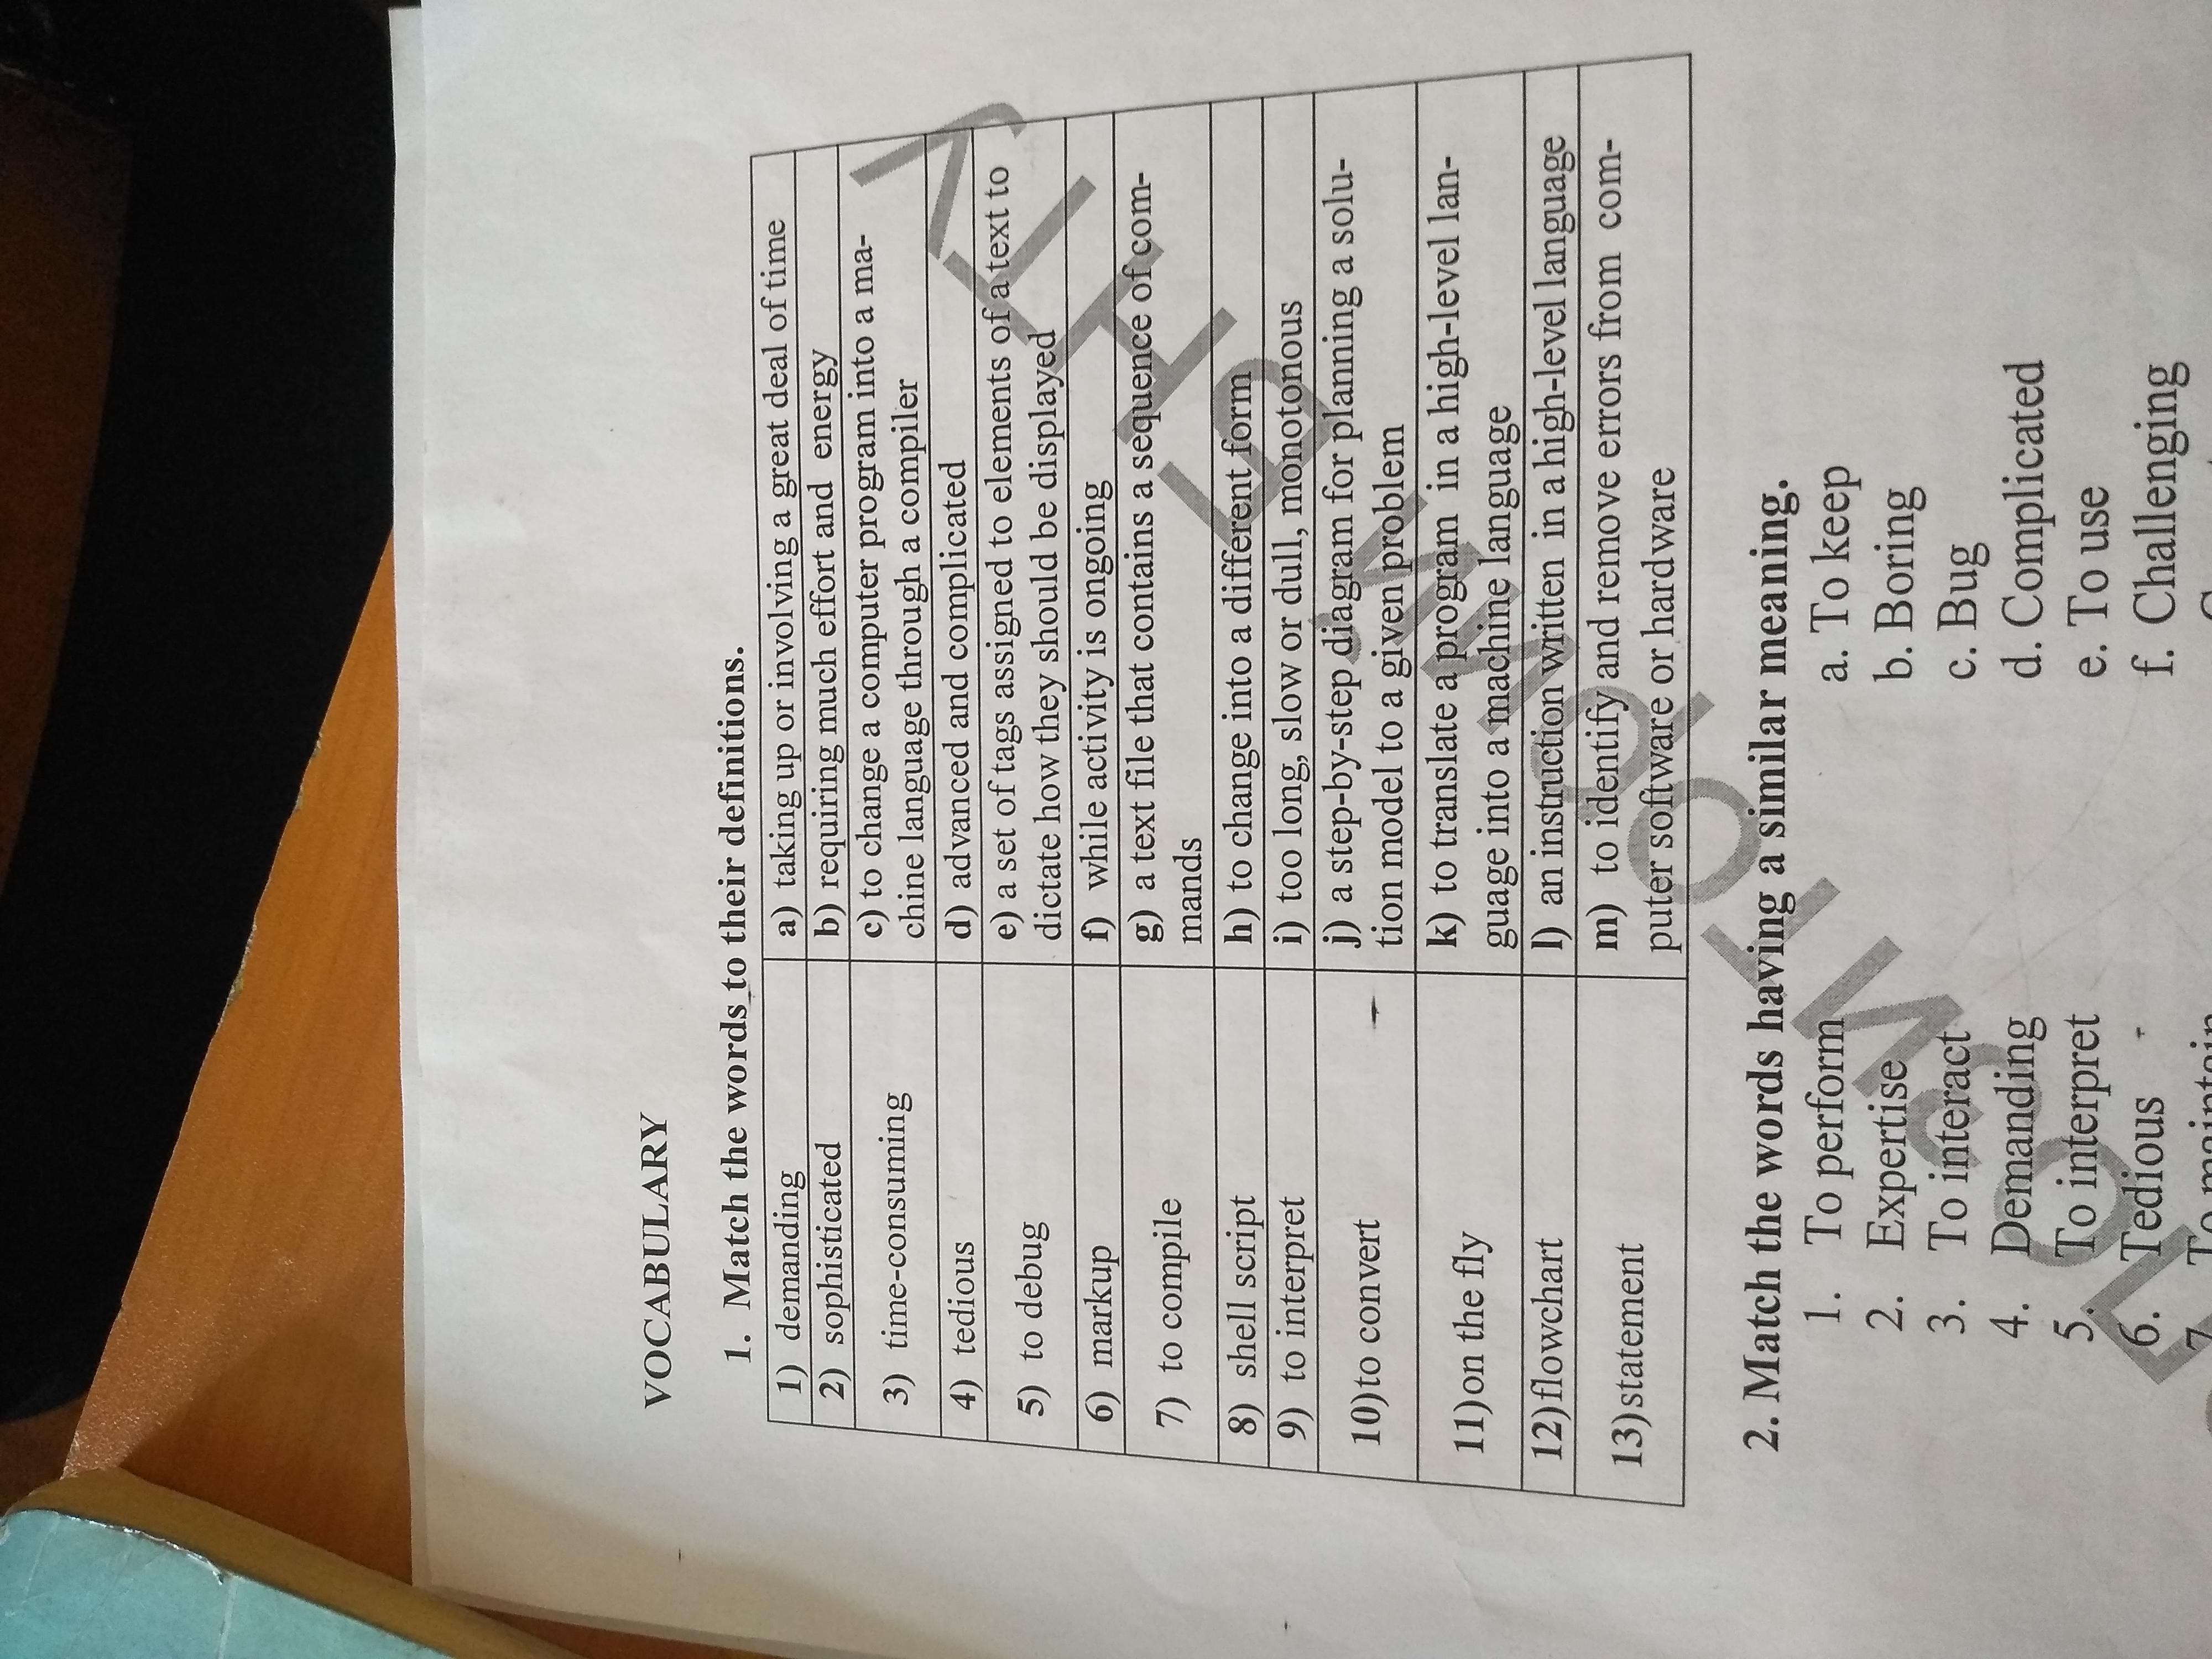 VOCABULARY
1. Match the words to their definitions.
1) demanding
a) taking up or involving a great deal of time
2) sophisticated
b) requiring much effort and energy
3) time-consuming
c) to change a computer program into a ma-
chine language through a compiler
4) tedious
d) advanced and complicated
5) to debug
e) a set of tags assigned to elements of a text to
dictate how they should be displayed
6) markup
f) while activity is ongoing
7) to compile
g) a text file that contains a sequence of com-
mands
8) shell script
h) to change into a different form
9) to interpret
i) too long, slow or dull, monotonous
10)to convert
j) a step-by-step diagram for planning a solu-
tion model to a given problem
11)on the fly
k) to translate a program in a high-level lan-
guage into a machine language
12)flowchart
l) an instruction written in a high-level language
13)statement
m) to identify and remove errors from com-
puter software or hardware
2. Match the words having a similar meaning.
1. To perform
a. To keep
2. Expertise
b. Boring
3. To interact
c. Bug
4. Demanding
d. Complicated
5. To interpret
e. To use
6. Tedious
f. Challenging
7. To maintain